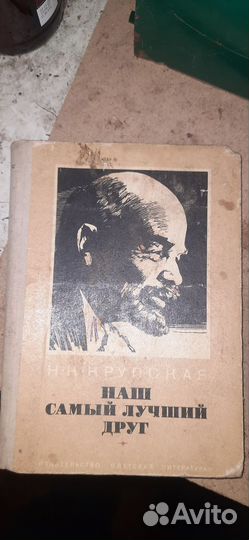 Н.К.КРУПСКАЯ
НАШ
САМЫЙ ЛУЧШИЙ
ДРУГ
ИЗДАТЕЛЬСТВО ДЕТСКАЯ ЛИТЕРАТУРА
Avito